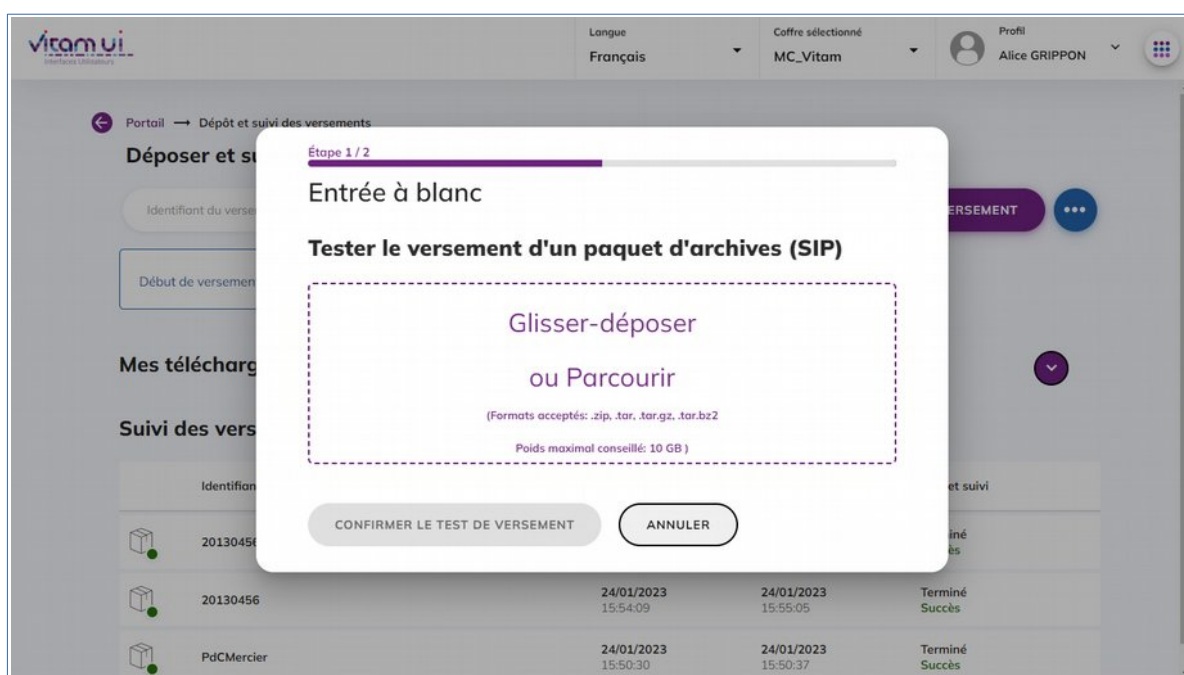 vitam ui
Interfaces Utilisateurs
Langue
Français
Coffre sélectionné
MC_Vitam
Profil
Alice GRIPPON
Portail → Dépôt et suivi des versements
Déposer et su
Identifiant du verse
ERSEMENT
Début de versemen
Mes télécharg
Suivi des vers
Étape 1 / 2
Entrée à blanc
Tester le versement d'un paquet d'archives (SIP)
Glisser-déposer
ou Parcourir
(Formats acceptés: .zip, .tar, .tar.gz, .tar.bz2
Poids maximal conseillé: 10 GB )
CONFIRMER LE TEST DE VERSEMENT
ANNULER
Identifian
et suivi
2013045
iné
ès
20130456
24/01/2023
15:54:09
24/01/2023
15:55:05
Terminé
Succès
PdCMercier
24/01/2023
15:50:30
24/01/2023
15:50:37
Terminé
Succès